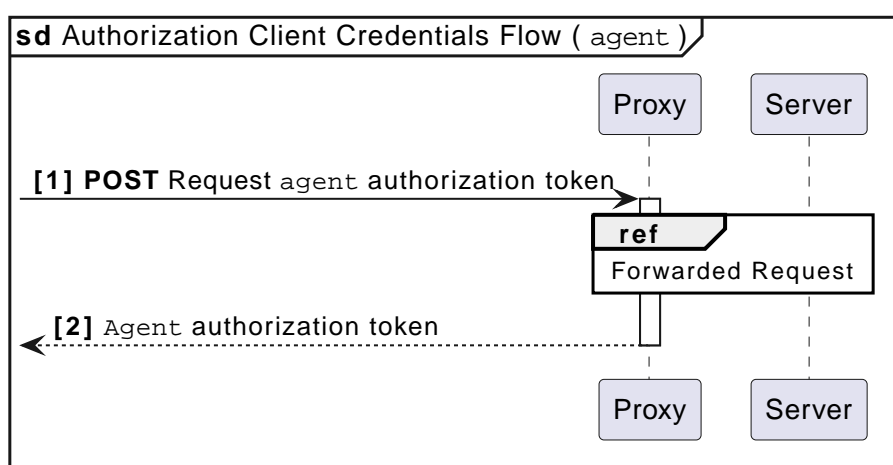 sd Authorization Client Credentials Flow ( agent )
Proxy Server
[1] POST Request agent authorization token
ref
Forwarded Request
[2] Agent authorization token
Proxy Server